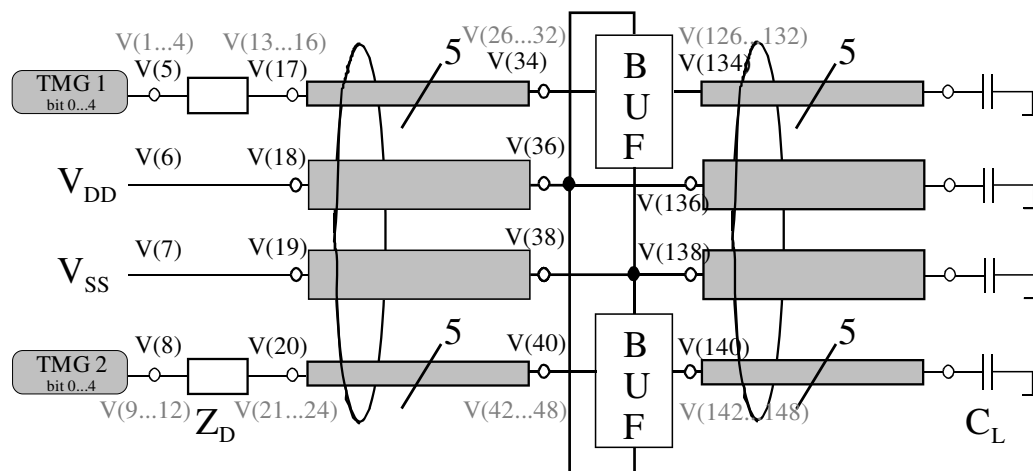 V(1...4) V(13...16) V(26...32) V(126...132)
TMG 1
bit 0...4
V(5) V(17) 5 V(34) BUF V(134) 5
V(6) V(18) V(36)
VDD V(136)
V(7) V(19) V(38) V(138)
VSS
TMG 2
bit 0...4
V(8) V(20) 5 V(40) BUF V(140) 5
V(9...12) V(21...24) V(42...48) V(142...148)
ZD CL